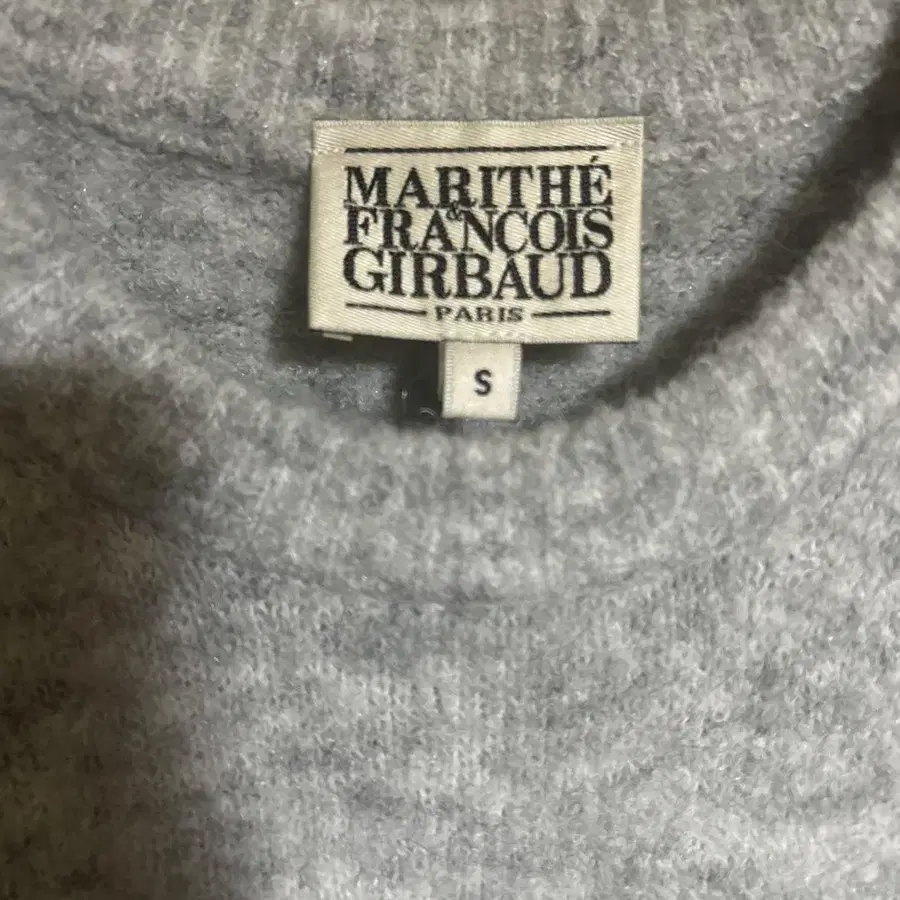 MARITHÉ
&
FRANCOIS
GIRBAUD
PARIS
S